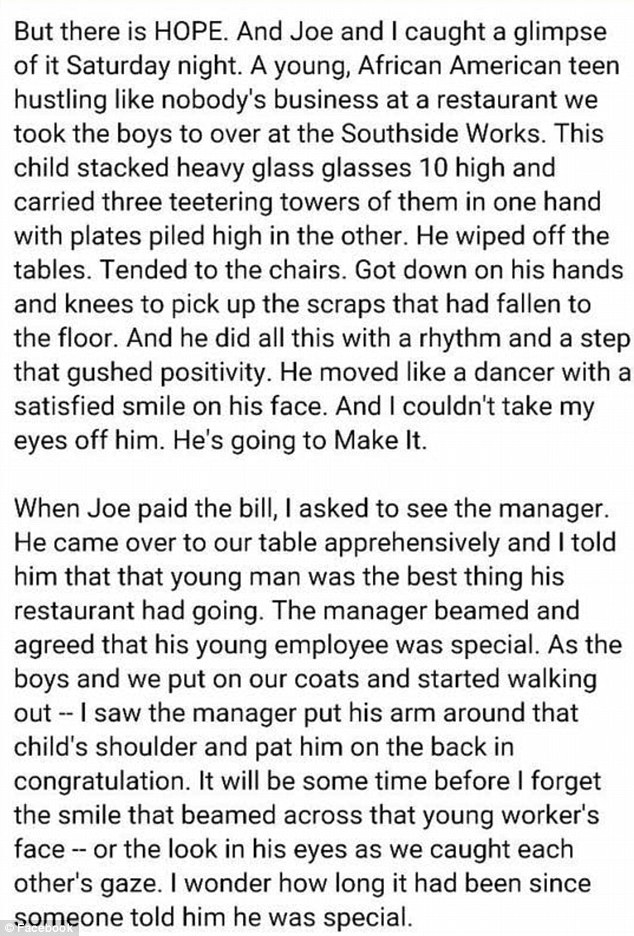 But there is HOPE. And Joe and I caught a glimpse
of it Saturday night. A young, African American teen
hustling like nobody's business at a restaurant we
took the boys to over at the Southside Works. This
child stacked heavy glass glasses 10 high and
carried three teetering towers of them in one hand
with plates piled high in the other. He wiped off the
tables. Tended to the chairs. Got down on his hands
and knees to pick up the scraps that had fallen to
the floor. And he did all this with a rhythm and a step
that gushed positivity. He moved like a dancer with a
satisfied smile on his face. And I couldn't take my
eyes off him. He's going to Make It.
When Joe paid the bill, I asked to see the manager.
He came over to our table apprehensively and I told
him that that young man was the best thing his
restaurant had going. The manager beamed and
agreed that his young employee was special. As the
boys and we put on our coats and started walking
out -- I saw the manager put his arm around that
child's shoulder and pat him on the back in
congratulation. It will be some time before I forget
the smile that beamed across that young worker's
face -- or the look in his eyes as we caught each
other's gaze. I wonder how long it had been since
someone told him he was special.
© Facebook